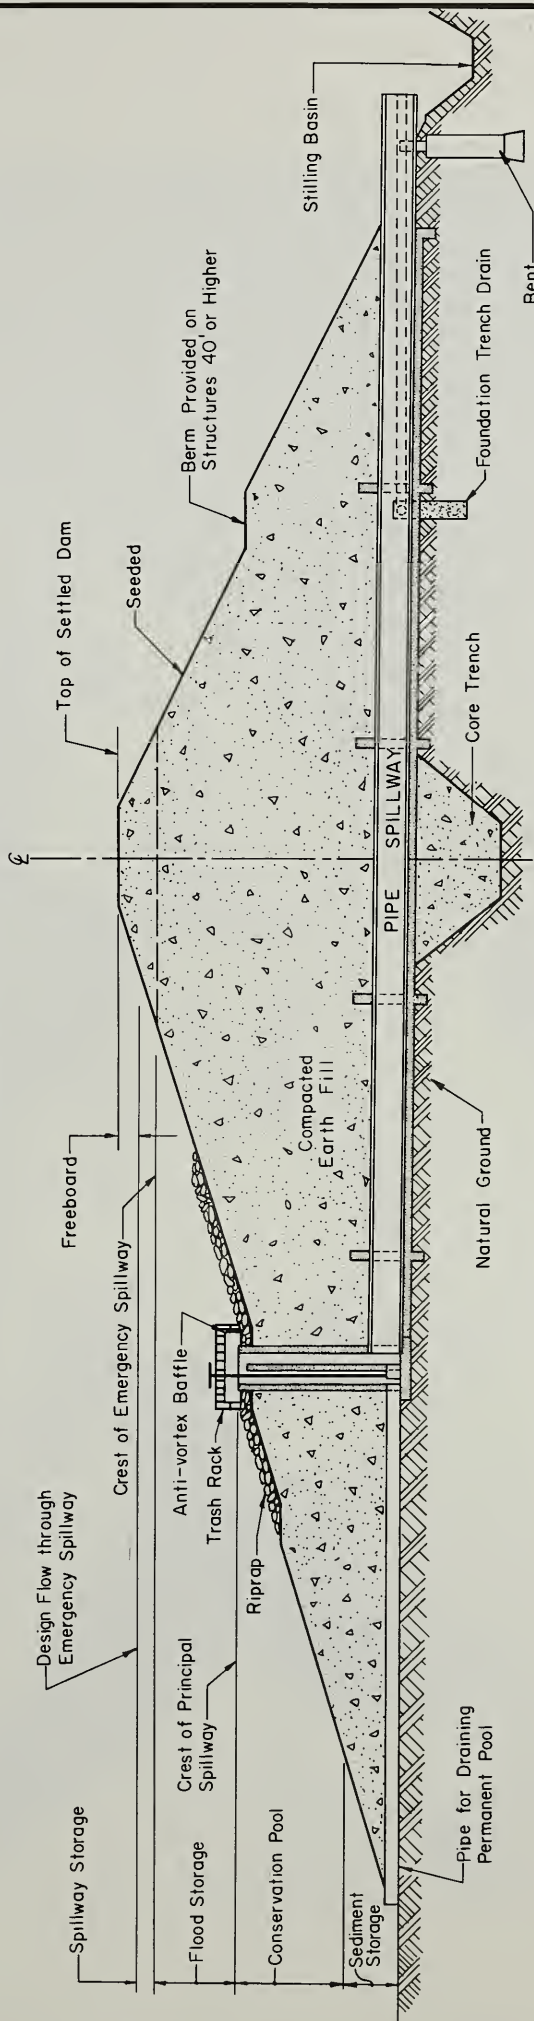 Spillway Storage
Flood Storage
Conservation Pool
Sediment
Storage
Design Flow through
Emergency Spillway
Crest of Emergency Spillway
Crest of Principal
Spillway
Freeboard
Anti-vortex Baffle
Trash Rack
Riprap
Pipe for Draining
Permanent Pool
Compacted
Earth Fill
Natural Ground
PIPE SPILLWAY
℄
Top of Settled Dam
Seeded
Core Trench
Berm Provided on
Structures 40' or Higher
Foundation Trench Drain
Stilling Basin
Bent